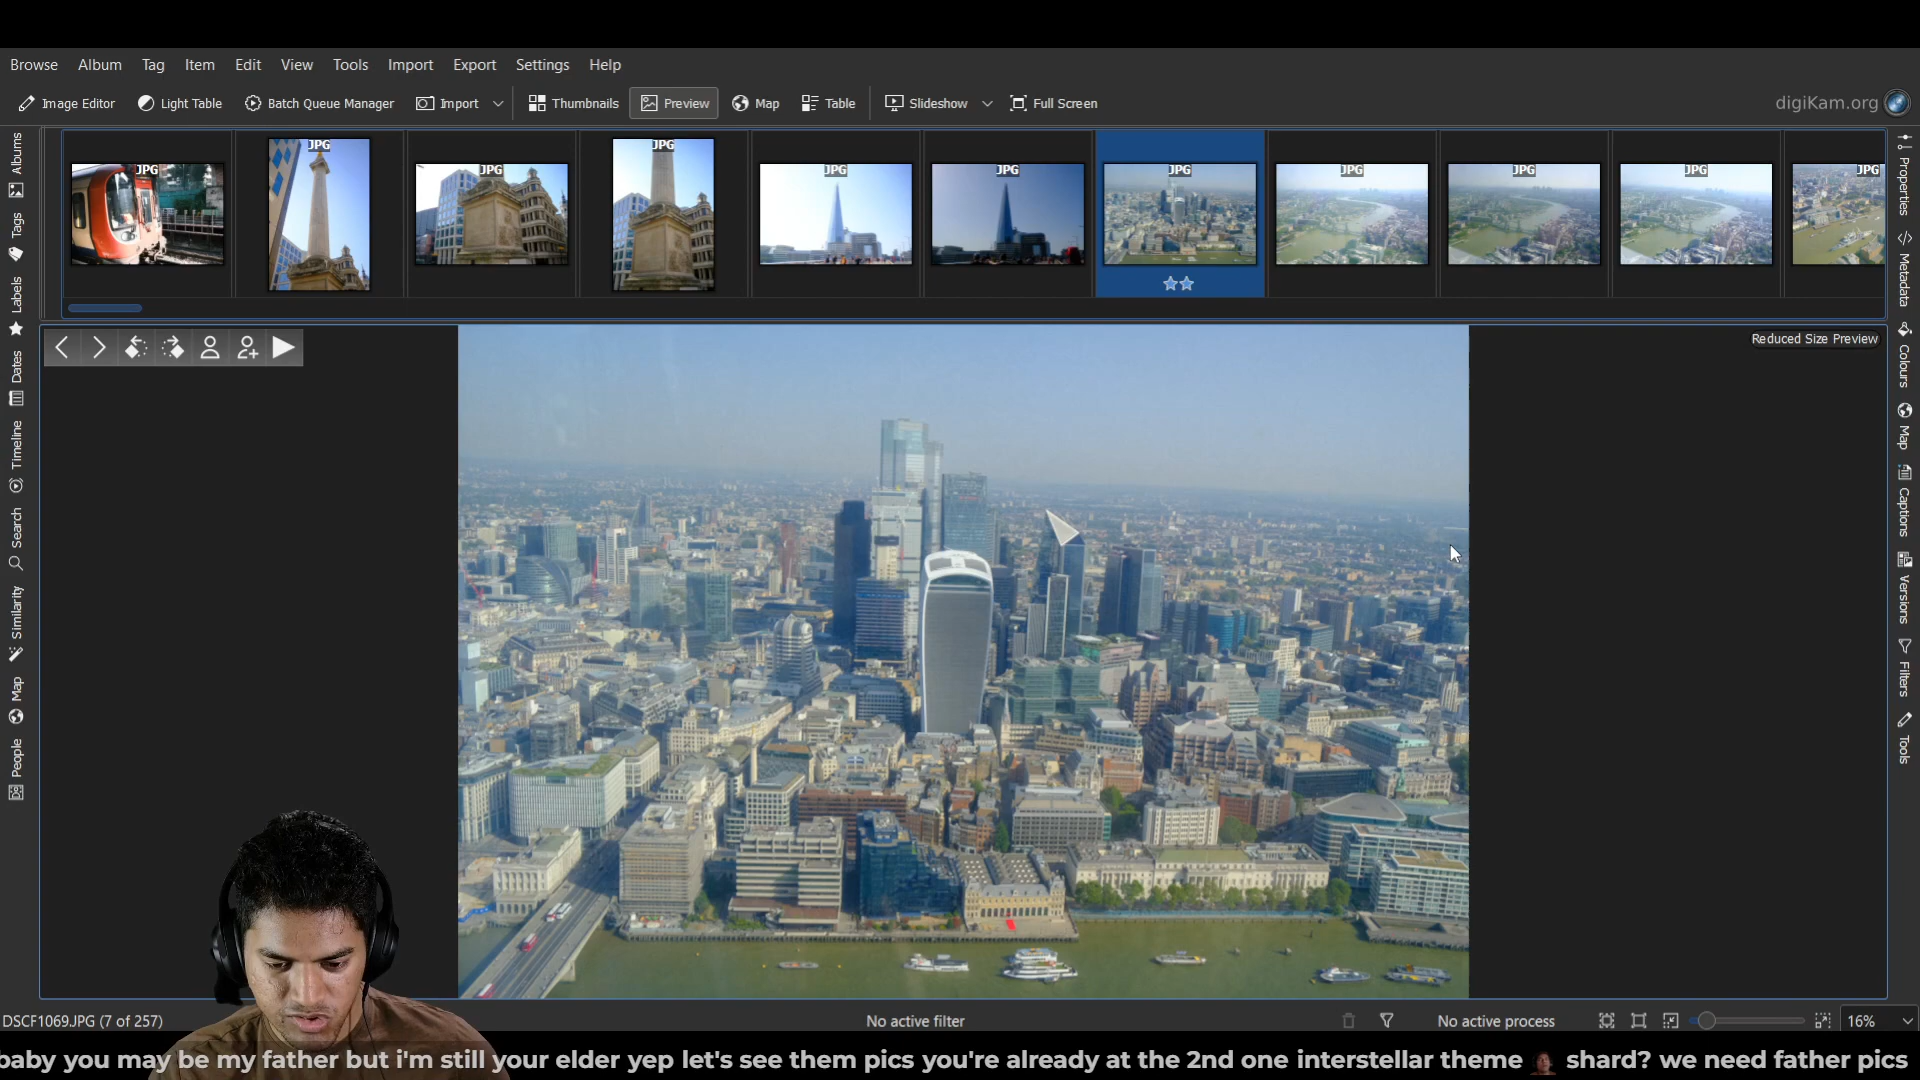 Browse Album Tag Item Edit View Tools Import Export Settings Help
Image Editor Light Table Batch Queue Manager Import Thumbnails Preview Map Table Slideshow Full Screen digiKam.org
Albums
Tags
Labels
Dates
Timeline
Search
Similarity
Map
People
JPG JPG JPG JPG JPG JPG JPG JPG JPG JPG JPG
Reduced Size Preview
Properties
Metadata
Colours
Map
Captions
Versions
Filters
Tools
DSCF1069.JPG (7 of 257) No active filter No active process 16%
baby you may be my father but i'm still your elder yep let's see them pics you're already at the 2nd one interstellar theme shard? we need father pics